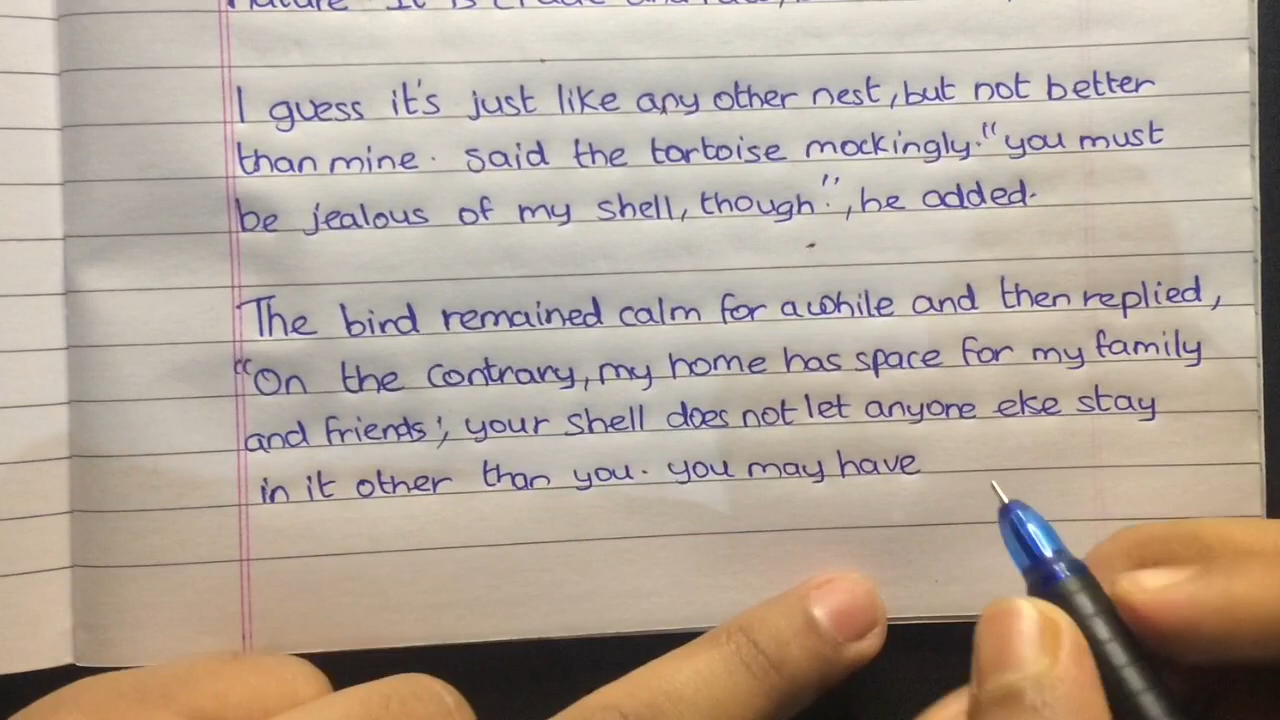 It is
I guess it's just like any other nest, but not better
than mine. said the tortoise mockingly. "you must
be jealous of my shell, though.", he added.
The bird remained calm for awhile and then replied,
"On the contrary, my home has space for my family
and friends; your shell does not let anyone else stay
in it other than you. you may have